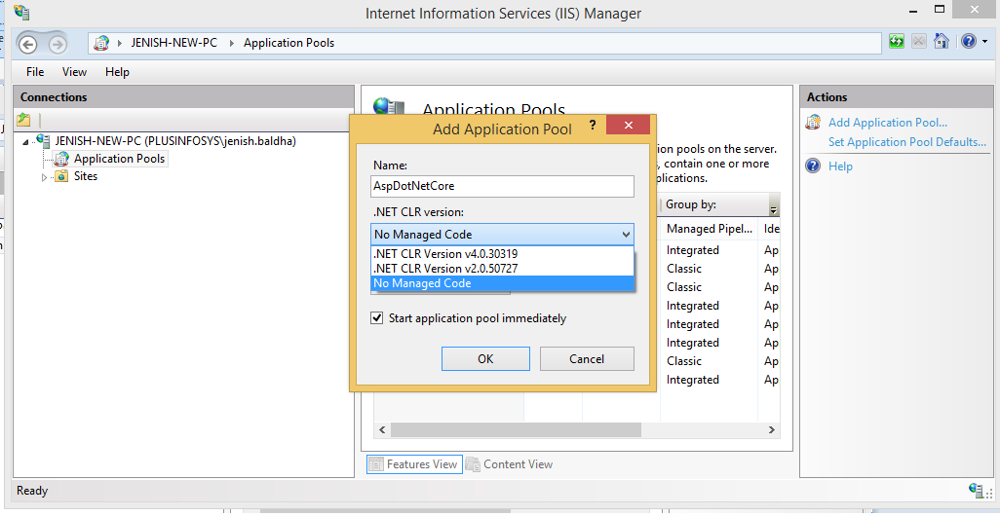 Internet Information Services (IIS) Manager
JENISH-NEW-PC
Application Pools
File View Help
Connections
JENISH-NEW-PC (PLUSINFOSYS\jenish.baldha)
Application Pools
Sites
Application Pools
ion pools on the server.
, contain one or more
plications.
Group by:
Managed Pipel... Ide
Integrated Ap
Classic Ap
Classic Ap
Integrated Ap
Integrated Ap
Integrated Ap
Classic Ap
Integrated Ap
Add Application Pool
Name:
AspDotNetCore
.NET CLR version:
No Managed Code
.NET CLR Version v4.0.30319
.NET CLR Version v2.0.50727
No Managed Code
Start application pool immediately
OK Cancel
Features View Content View
Actions
Add Application Pool...
Set Application Pool Defaults...
Help
Ready